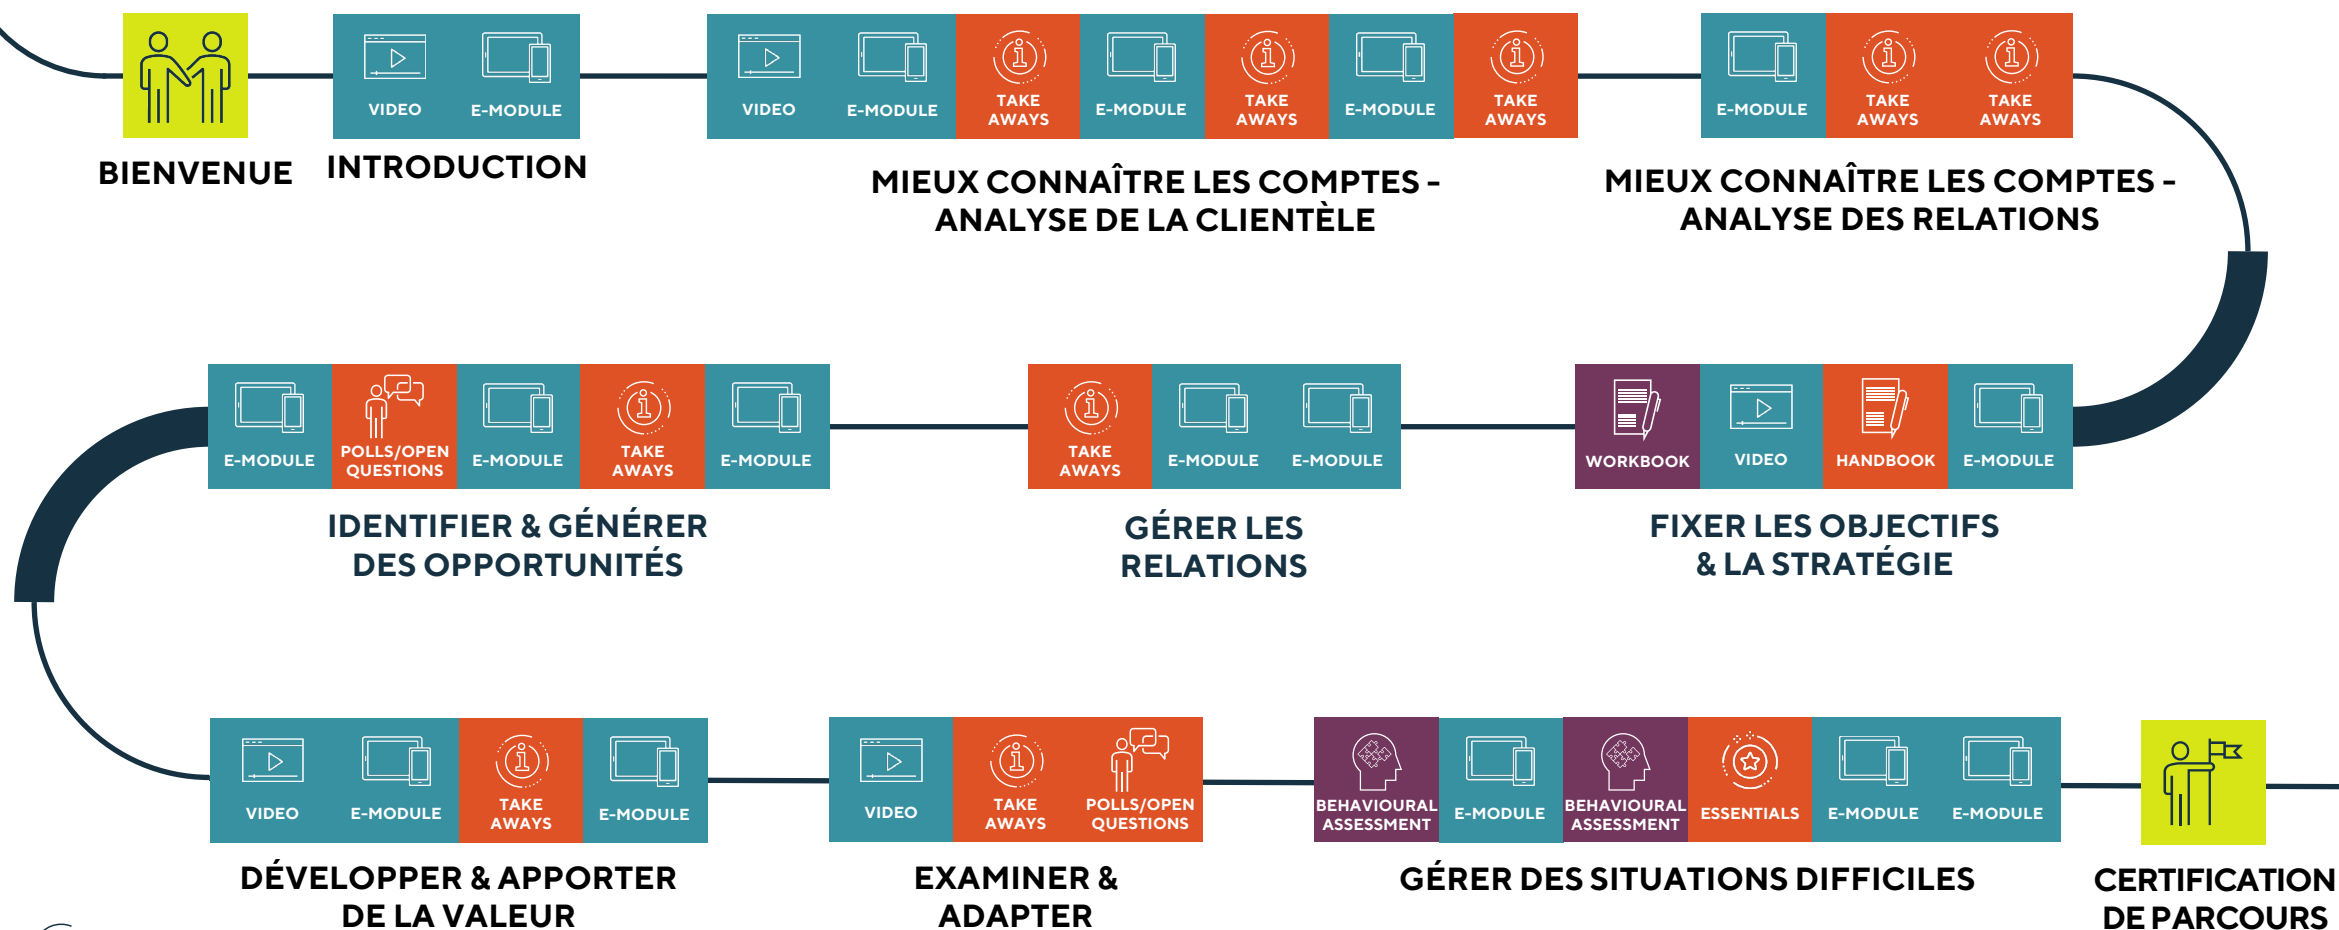 VIDEO
E-MODULE
BIENVENUE
INTRODUCTION
VIDEO
E-MODULE
TAKE
AWAYS
E-MODULE
TAKE
AWAYS
E-MODULE
TAKE
AWAYS
MIEUX CONNAÎTRE LES COMPTES -
ANALYSE DE LA CLIENTÈLE
E-MODULE
TAKE
AWAYS
TAKE
AWAYS
MIEUX CONNAÎTRE LES COMPTES -
ANALYSE DES RELATIONS
E-MODULE
POLLS/OPEN
QUESTIONS
E-MODULE
TAKE
AWAYS
E-MODULE
IDENTIFIER & GÉNÉRER
DES OPPORTUNITÉS
TAKE
AWAYS
E-MODULE
E-MODULE
GÉRER LES
RELATIONS
WORKBOOK
VIDEO
HANDBOOK
E-MODULE
FIXER LES OBJECTIFS
& LA STRATÉGIE
VIDEO
E-MODULE
TAKE
AWAYS
E-MODULE
DÉVELOPPER & APPORTER
DE LA VALEUR
VIDEO
TAKE
AWAYS
POLLS/OPEN
QUESTIONS
EXAMINER &
ADAPTER
BEHAVIOURAL
ASSESSMENT
E-MODULE
BEHAVIOURAL
ASSESSMENT
ESSENTIALS
E-MODULE
E-MODULE
GÉRER DES SITUATIONS DIFFICILES
CERTIFICATION
DE PARCOURS